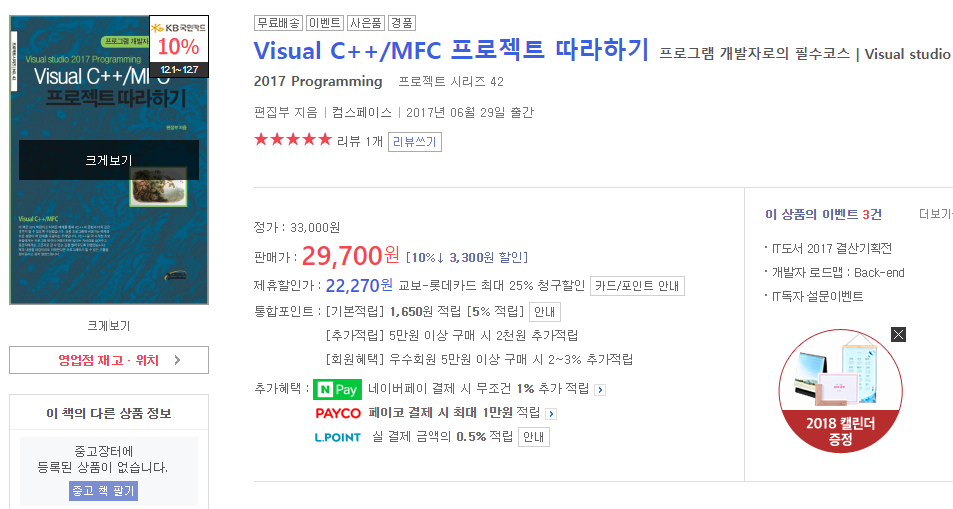 무료배송 이벤트 사은품 경품
Visual C++/MFC 프로젝트 따라하기 프로그램 개발자로의 필수코스 | Visual studio
2017 Programming 프로젝트 시리즈 42
편집부 지음 | 컴스페이스 | 2017년 06월 29일 출간
리뷰 1개 리뷰쓰기
KB국민카드
10%
12.1~12.7
프로그램 개발자
Visual studio 2017 Programming
Visual C++/MFC
프로젝트 따라하기
편집부 지음
크게보기
Visual C++/MFC
크게보기
영업점 재고 · 위치
이 책의 다른 상품 정보
중고장터에
등록된 상품이 없습니다.
중고 책 팔기
정가 : 33,000원
판매가 : 29,700원 [10%↓ 3,300원 할인]
제휴할인가 : 22,270원 교보-롯데카드 최대 25% 청구할인 카드/포인트 안내
통합포인트 : [기본적립] 1,650원 적립 [5% 적립] 안내
[추가적립] 5만원 이상 구매 시 2천원 추가적립
[회원혜택] 우수회원 5만원 이상 구매 시 2~3% 추가적립
추가혜택 : N Pay 네이버페이 결제 시 무조건 1% 추가 적립
PAYCO 페이코 결제 시 최대 1만원 적립
L.POINT 실 결제 금액의 0.5% 적립 안내
이 상품의 이벤트 3건 더보기
· IT도서 2017 결산기획전
· 개발자 로드맵 : Back-end
· IT독자 설문이벤트
2018 캘린더
증정